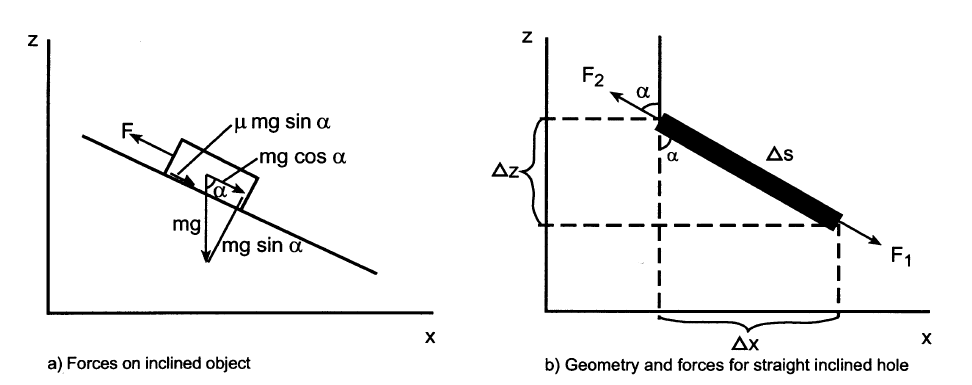 z
F
μ mg sin α
mg cos α
α
mg
mg sin α
x
a) Forces on inclined object
z
F₂
α
α
Δs
Δz
F₁
Δx
x
b) Geometry and forces for straight inclined hole